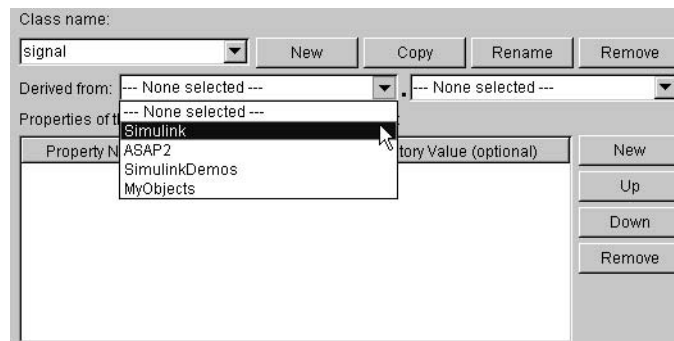 Class name:
signal New Copy Rename Remove
Derived from: --- None selected --- . --- None selected ---
--- None selected ---
Properties of t :
Simulink
Property N tory Value (optional) New
ASAP2
SimulinkDemos
MyObjects
Up
Down
Remove